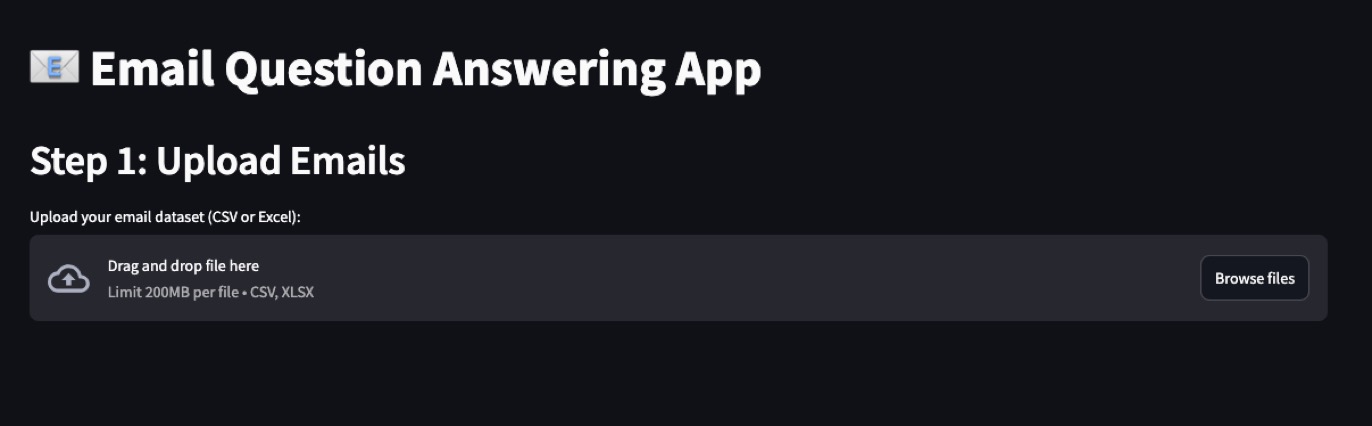 📧 Email Question Answering App
Step 1: Upload Emails
Upload your email dataset (CSV or Excel):
Drag and drop file here
Limit 200MB per file • CSV, XLSX
Browse files